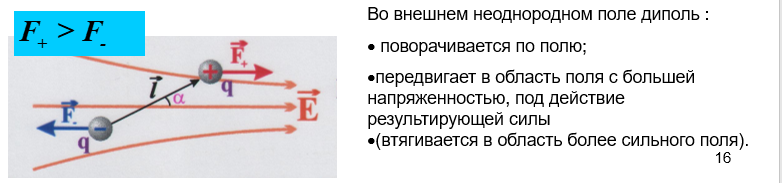 F₊ > F₋
F⃗₊
q
l⃗
α
E⃗
F⃗₋
q
Во внешнем неоднородном поле диполь :
• поворачивается по полю;
•передвигает в область поля с большей
напряженностью, под действие
результирующей силы
•(втягивается в область более сильного поля).
16